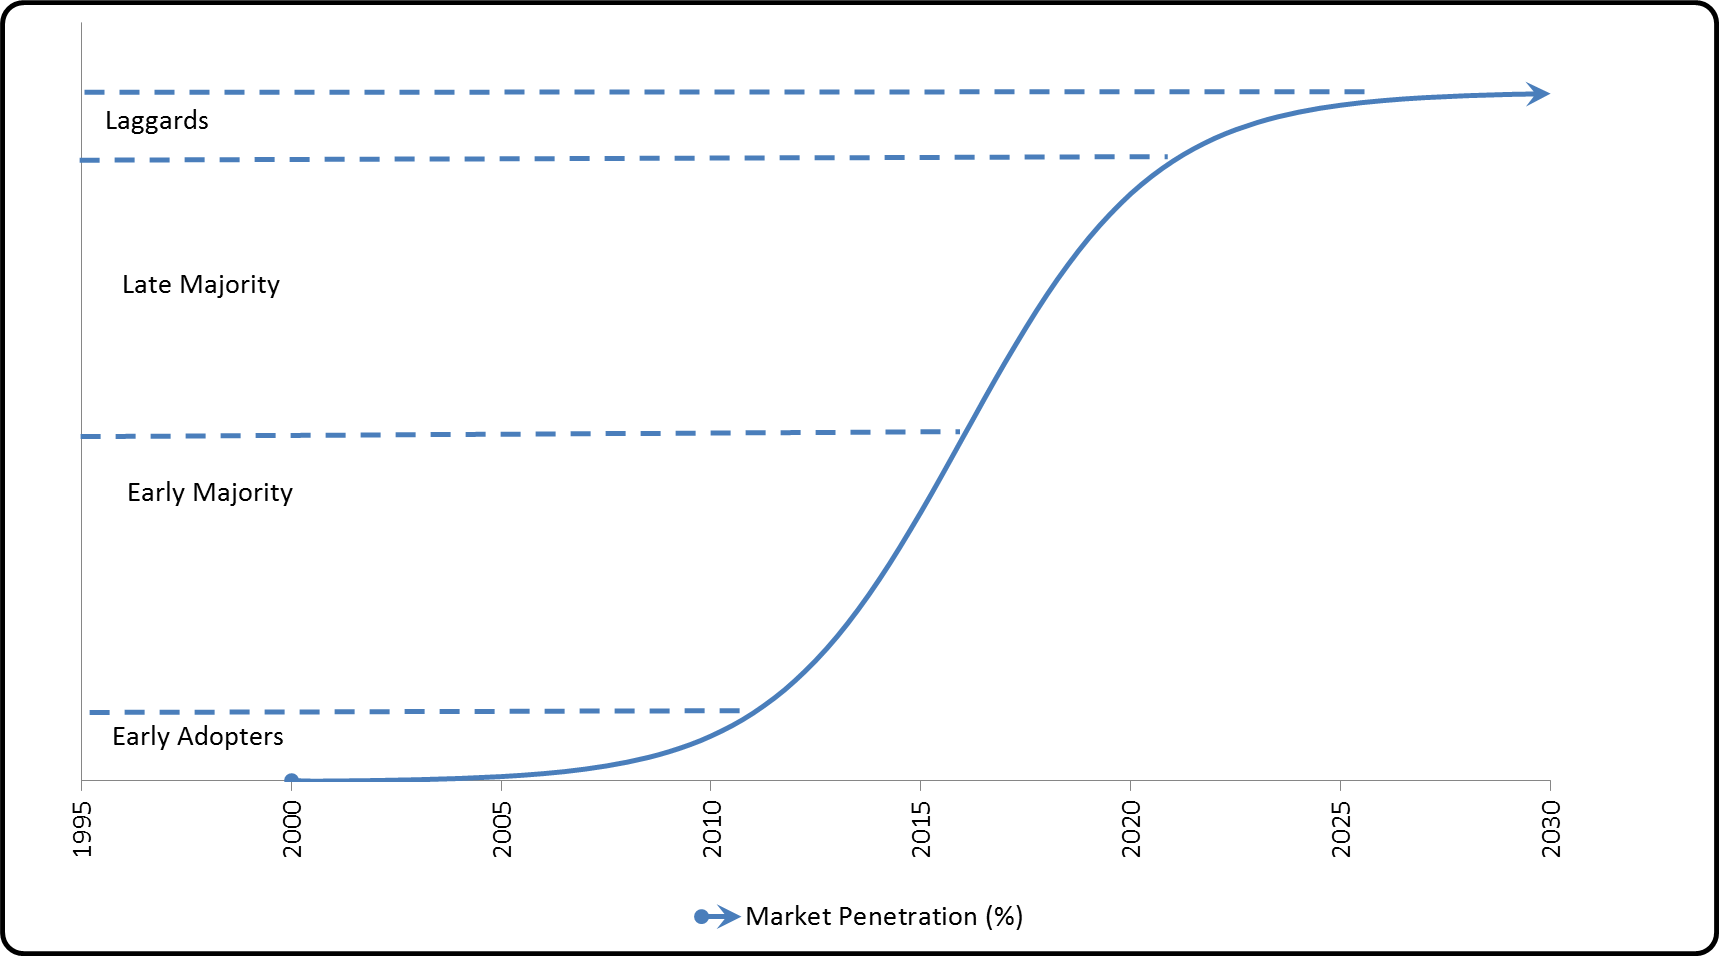 Laggards
Late Majority
Early Majority
Early Adopters
1995
2000
2005
2010
2015
2020
2025
2030
Market Penetration (%)